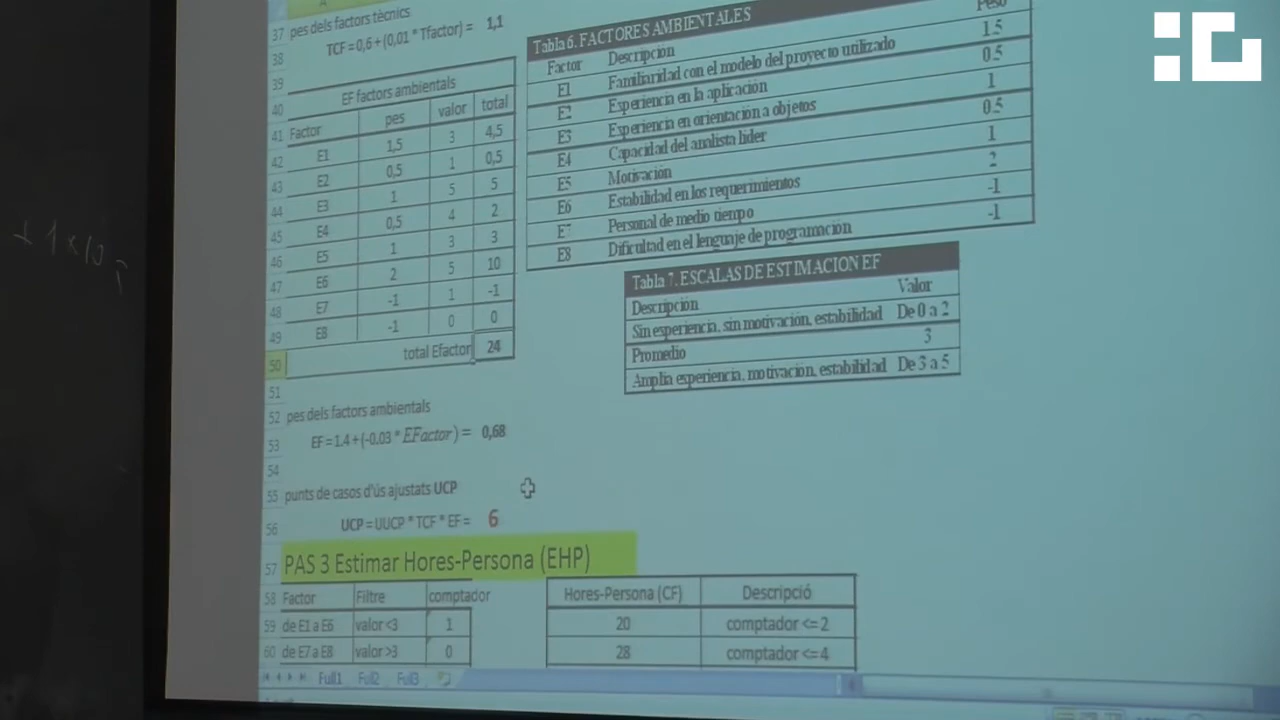 A
37 pes dels factors tècnics
38 TCF = 0,6 + (0,01 * Tfactor) = 1,1
39
40 EF factors ambientals
41 Factor pes valor total
42 E1 1,5 3 4,5
43 E2 0,5 1 0,5
44 E3 1 5 5
45 E4 0,5 4 2
46 E5 1 3 3
47 E6 2 5 10
48 E7 -1 1 -1
49 E8 -1 0 0
50 total Efactor 24
51
52 pes dels factors ambientals
53 EF = 1.4 + (-0.03 * EFactor) = 0,68
54
55 punts de casos d'ús ajustats UCP
56 UCP = UUCP * TCF * EF = 6
57 PAS 3 Estimar Hores-Persona (EHP)
58 Factor Filtre comptador
59 de E1 a E6 valor <3 1
60 de E7 a E8 valor >3 0
Full1 Full2 Full3
Tabla 6. FACTORES AMBIENTALES
Factor Descripción Peso
E1 Familiaridad con el modelo del proyecto utilizado 1.5
E2 Experiencia en la aplicación 0.5
E3 Experiencia en orientación a objetos 1
E4 Capacidad del analista lider 0.5
E5 Motivación 1
E6 Estabilidad en los requerimientos 2
E7 Personal de medio tiempo -1
E8 Dificultad en el lenguaje de programación -1
Tabla 7. ESCALAS DE ESTIMACION EF
Descripción Valor
Sin experiencia, sin motivación, estabilidad De 0 a 2
Promedio 3
Amplia experiencia, motivación, estabilidad De 3 a 5
Hores-Persona (CF) Descripció
20 comptador <=2
28 comptador <=4